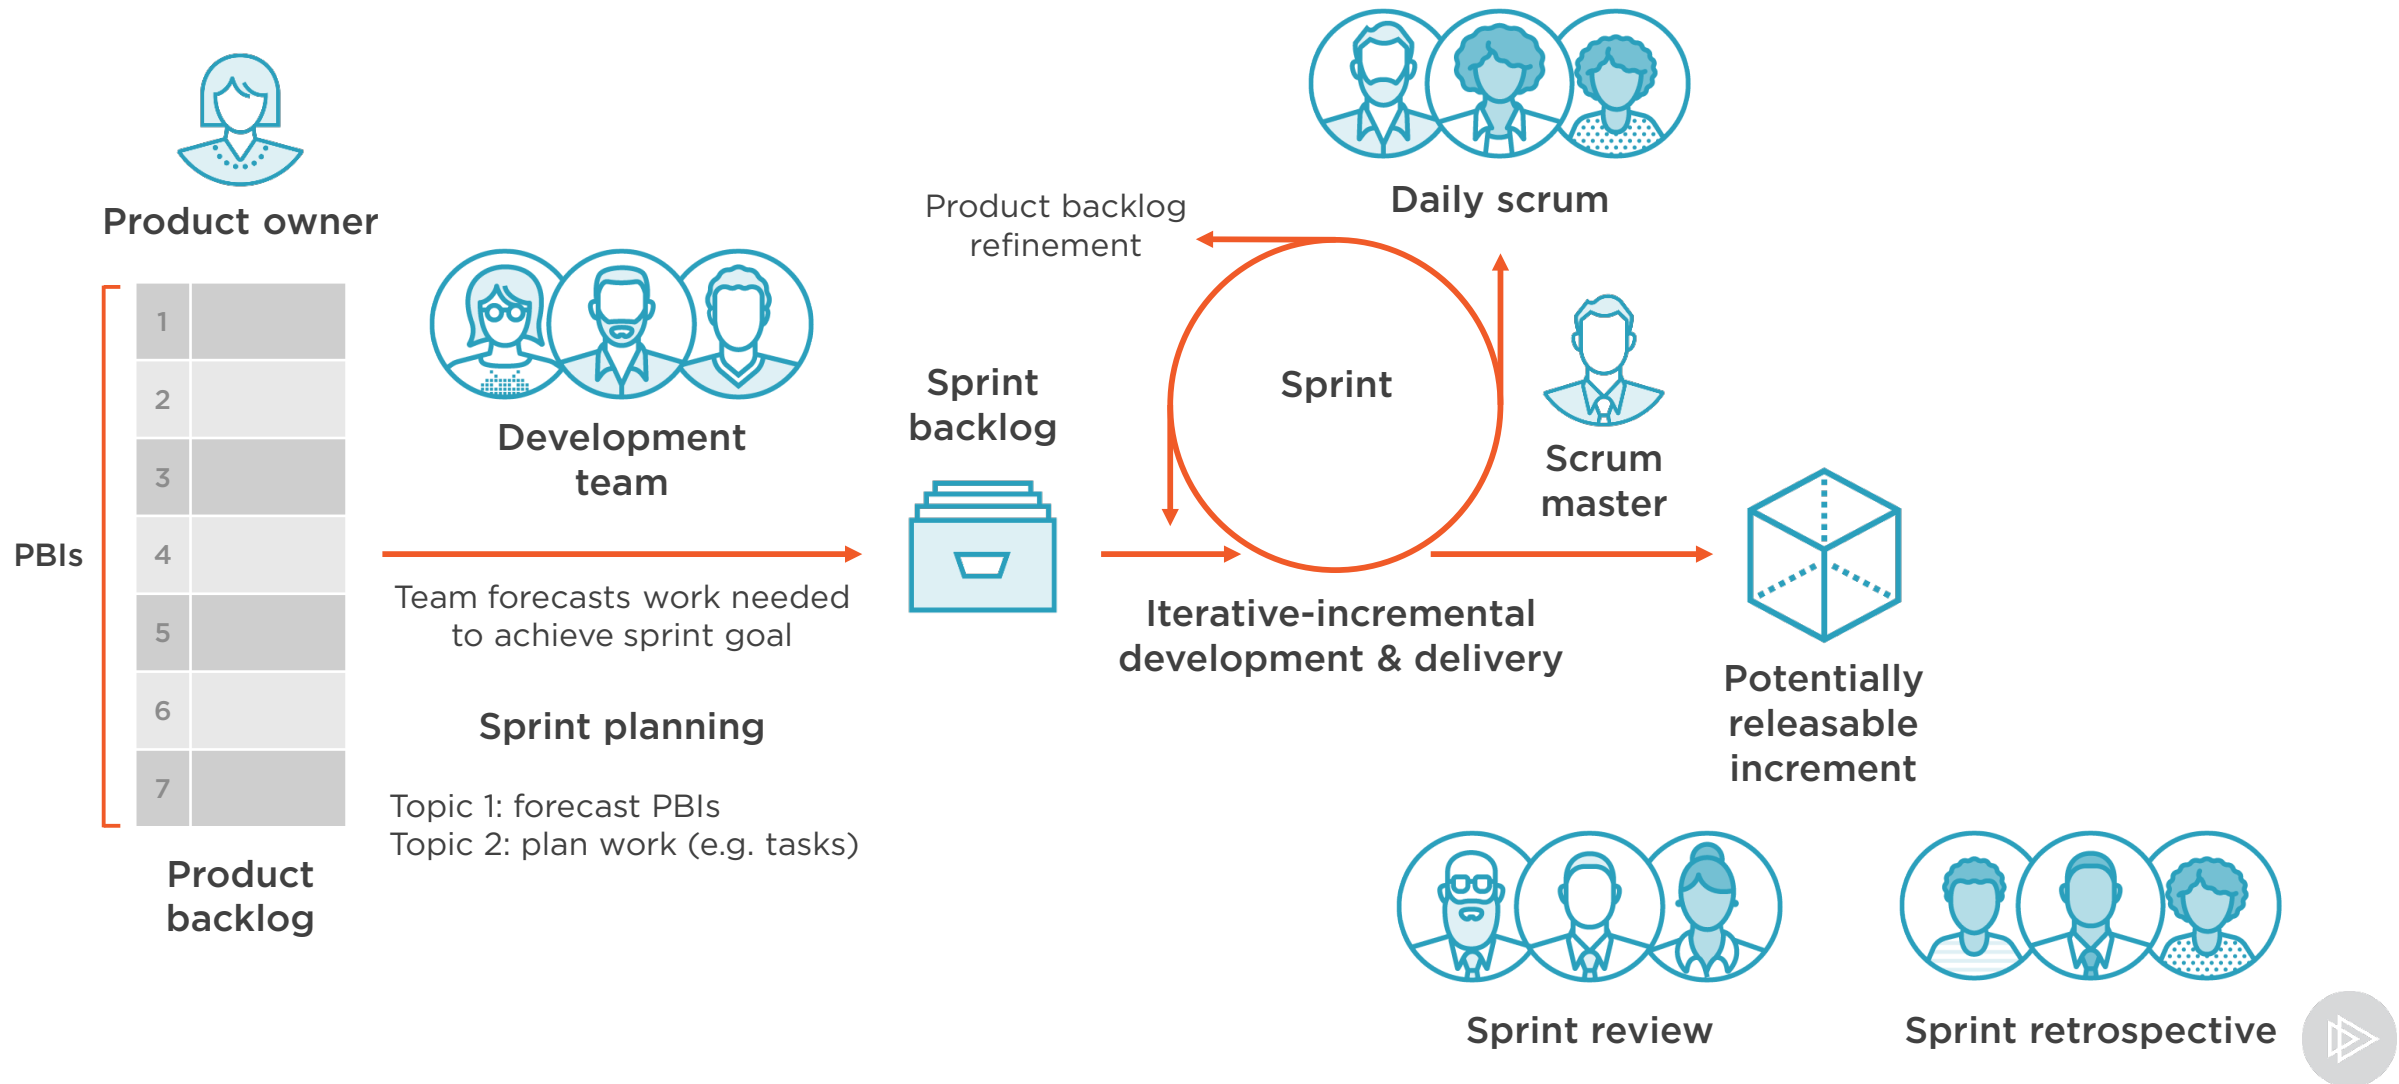 Product owner
PBIs
1
2
3
4
5
6
7
Product
backlog
Development
team
Team forecasts work needed
to achieve sprint goal
Sprint planning
Topic 1: forecast PBIs
Topic 2: plan work (e.g. tasks)
Sprint
backlog
Product backlog
refinement
Sprint
Daily scrum
Scrum
master
Iterative-incremental
development & delivery
Potentially
releasable
increment
Sprint review
Sprint retrospective